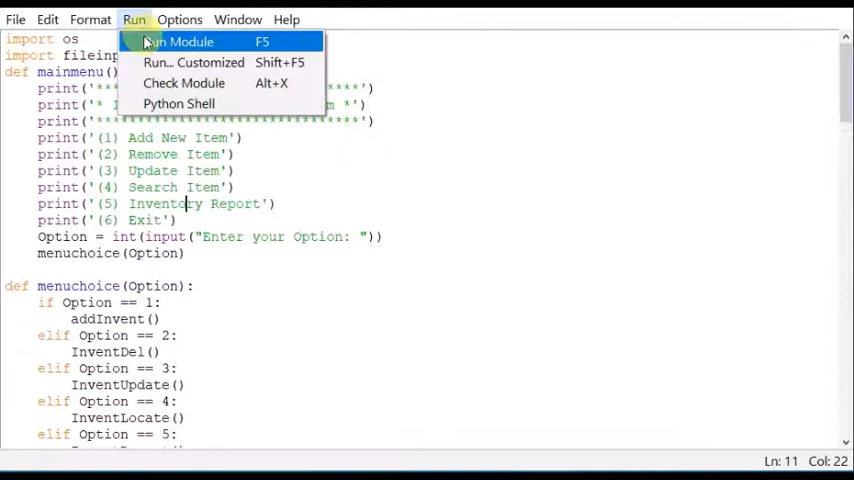 File Edit Format Run Options Window Help
Run Module F5
Run... Customized Shift+F5
Check Module Alt+X
Python Shell
import os
import
def mainmenu()
print('**
print('* I m *')
print('********************************')
print('(1) Add New Item')
print('(2) Remove Item')
print('(3) Update Item')
print('(4) Search Item')
print('(5) Inventory Report')
print('(6) Exit')
Option = int(input("Enter your Option: "))
menuchoice(Option)
def menuchoice(Option):
if Option == 1:
addInvent()
elif Option == 2:
InventDel()
elif Option == 3:
InventUpdate()
elif Option == 4:
InventLocate()
elif Option == 5:
Ln: 11 Col: 22